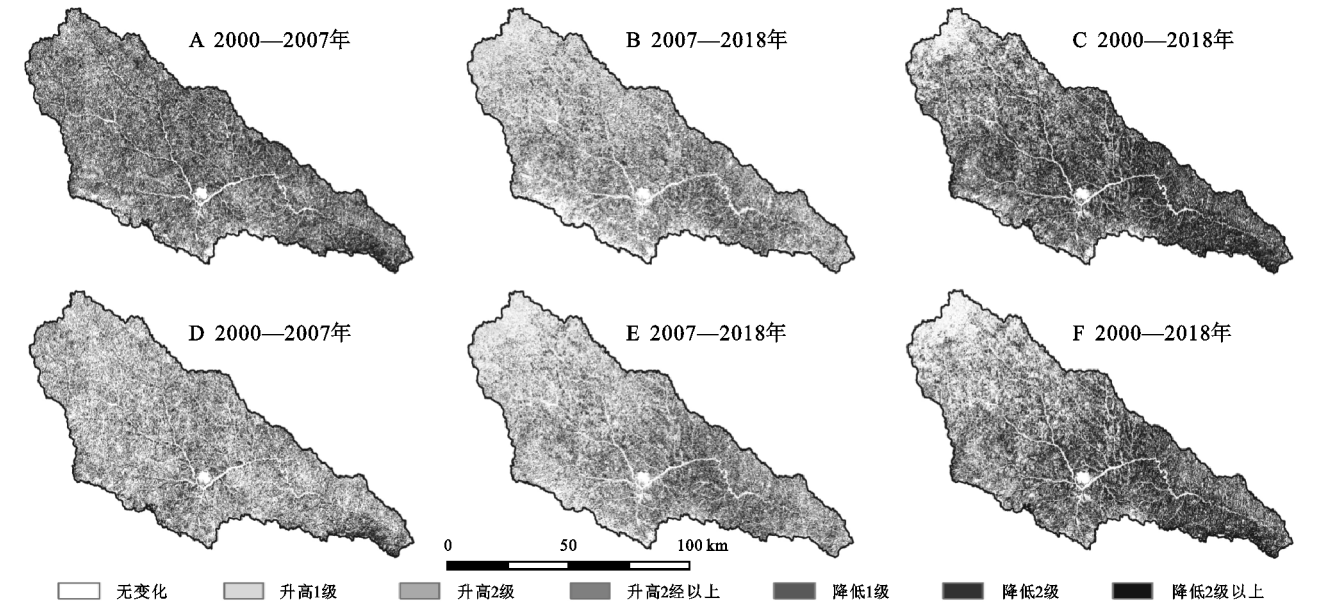 A 2000—2007年
B 2007—2018年
C 2000—2018年
D 2000—2007年
E 2007—2018年
F 2000—2018年
0 50 100 km
无变化 升高1级 升高2级 升高2经以上 降低1级 降低2级 降低2级以上